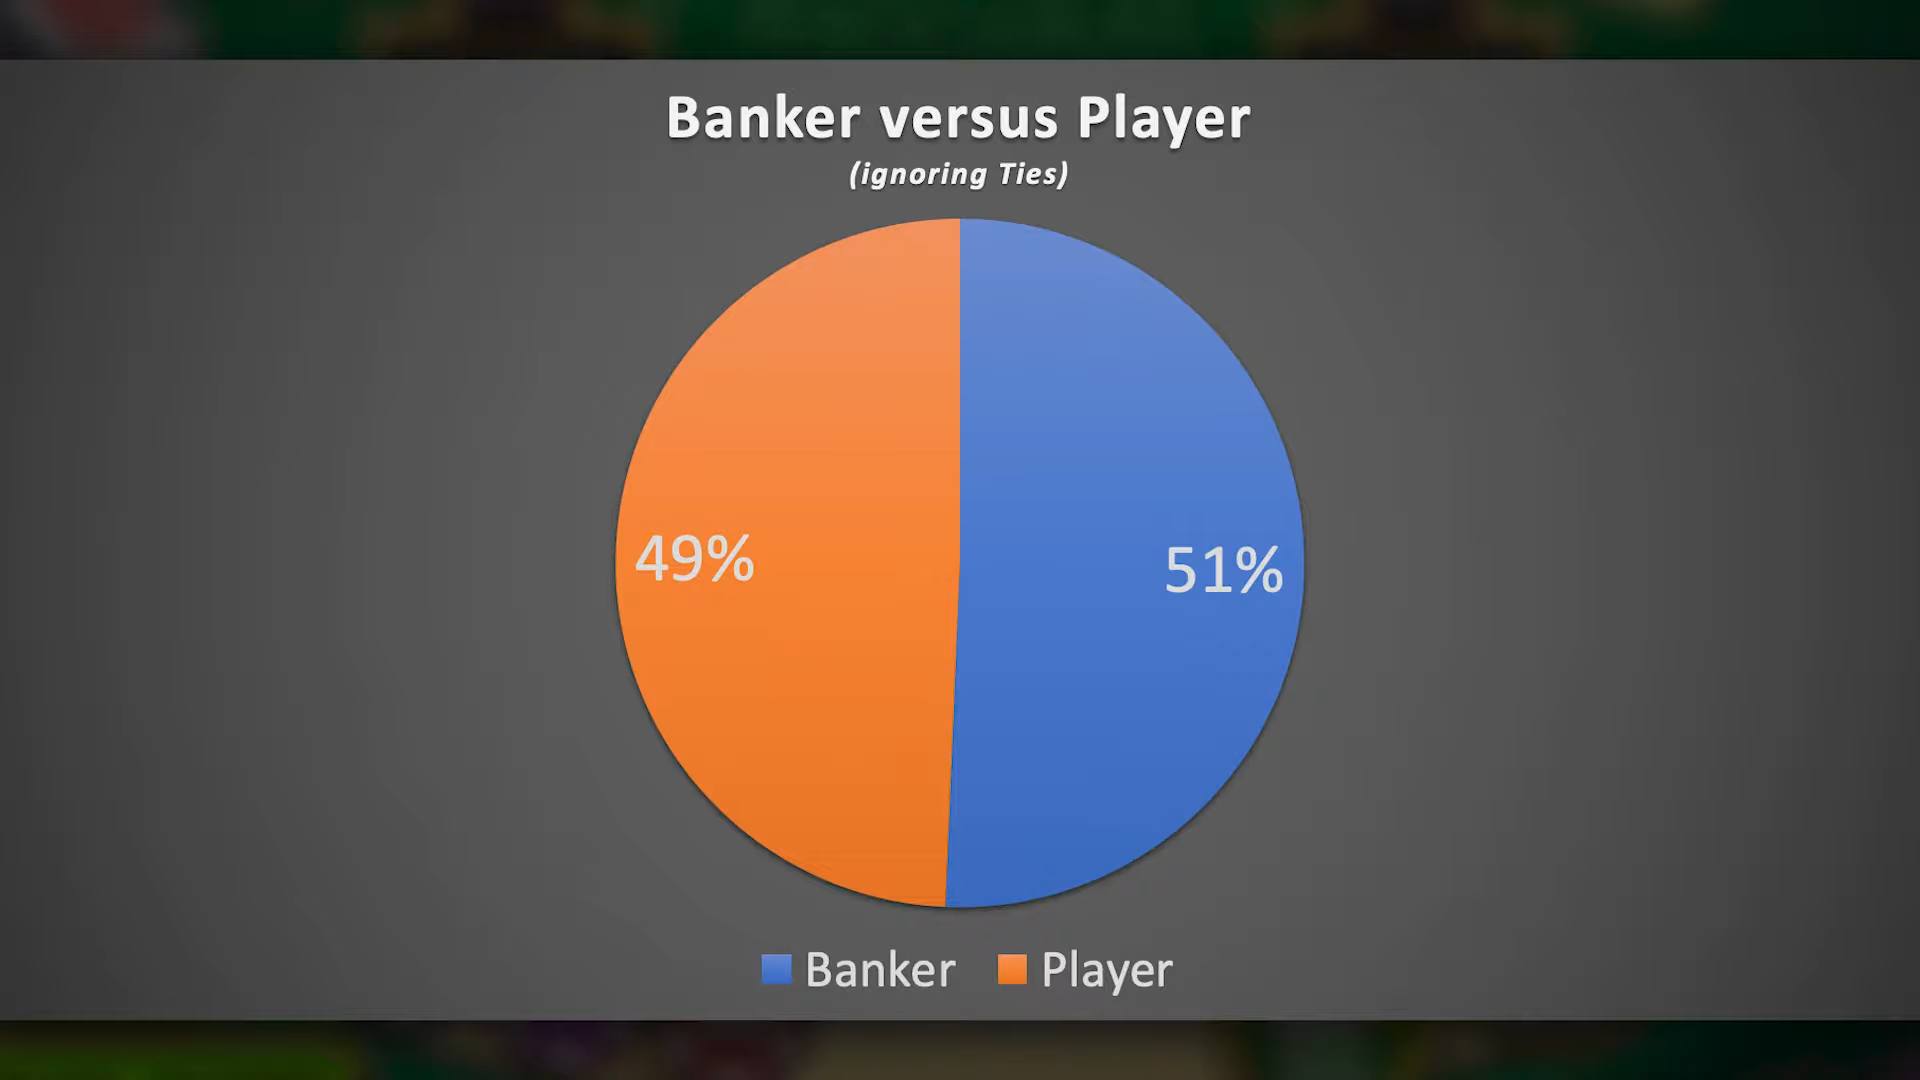 Banker versus Player
(ignoring Ties)
49%
51%
Banker Player